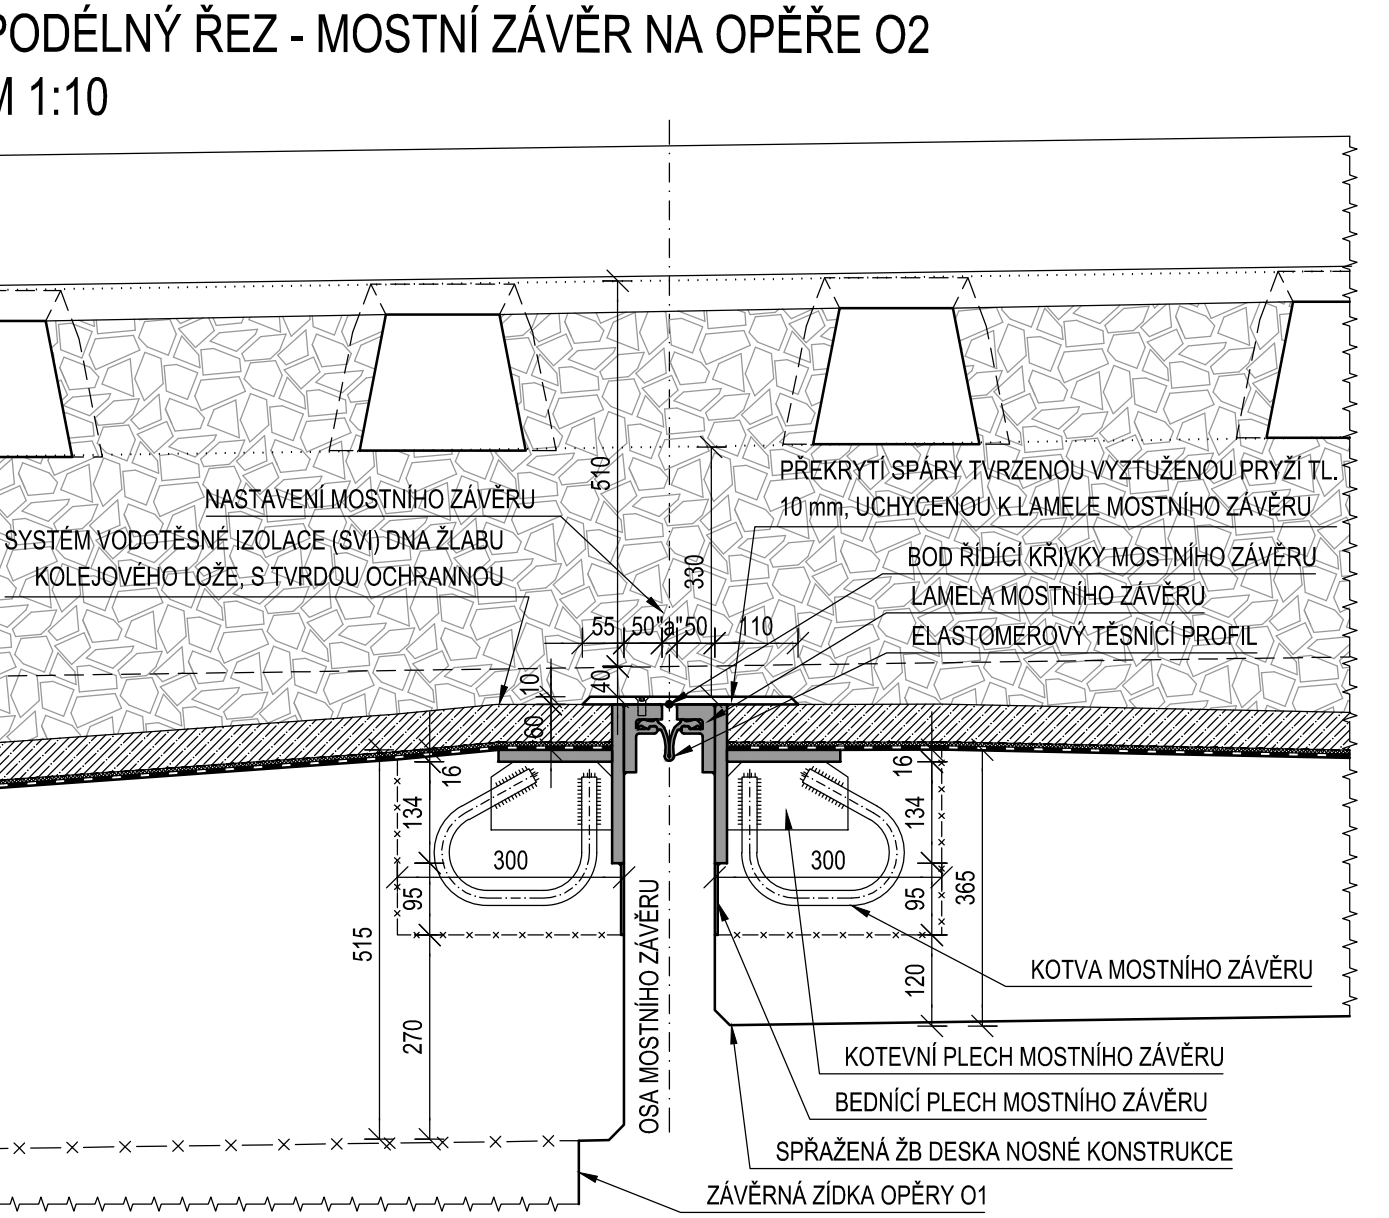 PODÉLNÝ ŘEZ - MOSTNÍ ZÁVĚR NA OPĚŘE O2
M 1:10
510
PŘEKRYTÍ SPÁRY TVRZENOU VYZTUŽENOU PRYŽÍ TL.
10 mm, UCHYCENOU K LAMELE MOSTNÍHO ZÁVĚRU
NASTAVENÍ MOSTNÍHO ZÁVĚRU
SYSTÉM VODOTĚSNÉ IZOLACE (SVI) DNA ŽLABU
KOLEJOVÉHO LOŽE, S TVRDOU OCHRANNOU
330
BOD ŘÍDÍCÍ KŘIVKY MOSTNÍHO ZÁVĚRU
LAMELA MOSTNÍHO ZÁVĚRU
ELASTOMEROVÝ TĚSNÍCÍ PROFIL
55 50 "a" 50 110
10
40
60
16
134
300
95
515
270
16
134
300
95
365
120
OSA MOSTNÍHO ZÁVĚRU
KOTVA MOSTNÍHO ZÁVĚRU
KOTEVNÍ PLECH MOSTNÍHO ZÁVĚRU
BEDNÍCÍ PLECH MOSTNÍHO ZÁVĚRU
SPŘAŽENÁ ŽB DESKA NOSNÉ KONSTRUKCE
ZÁVĚRNÁ ZÍDKA OPĚRY O1